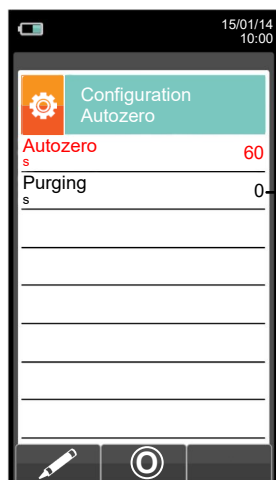 15/01/14
10:00
Configuration
Autozero
Autozero
s
60
Purging
s
0
O